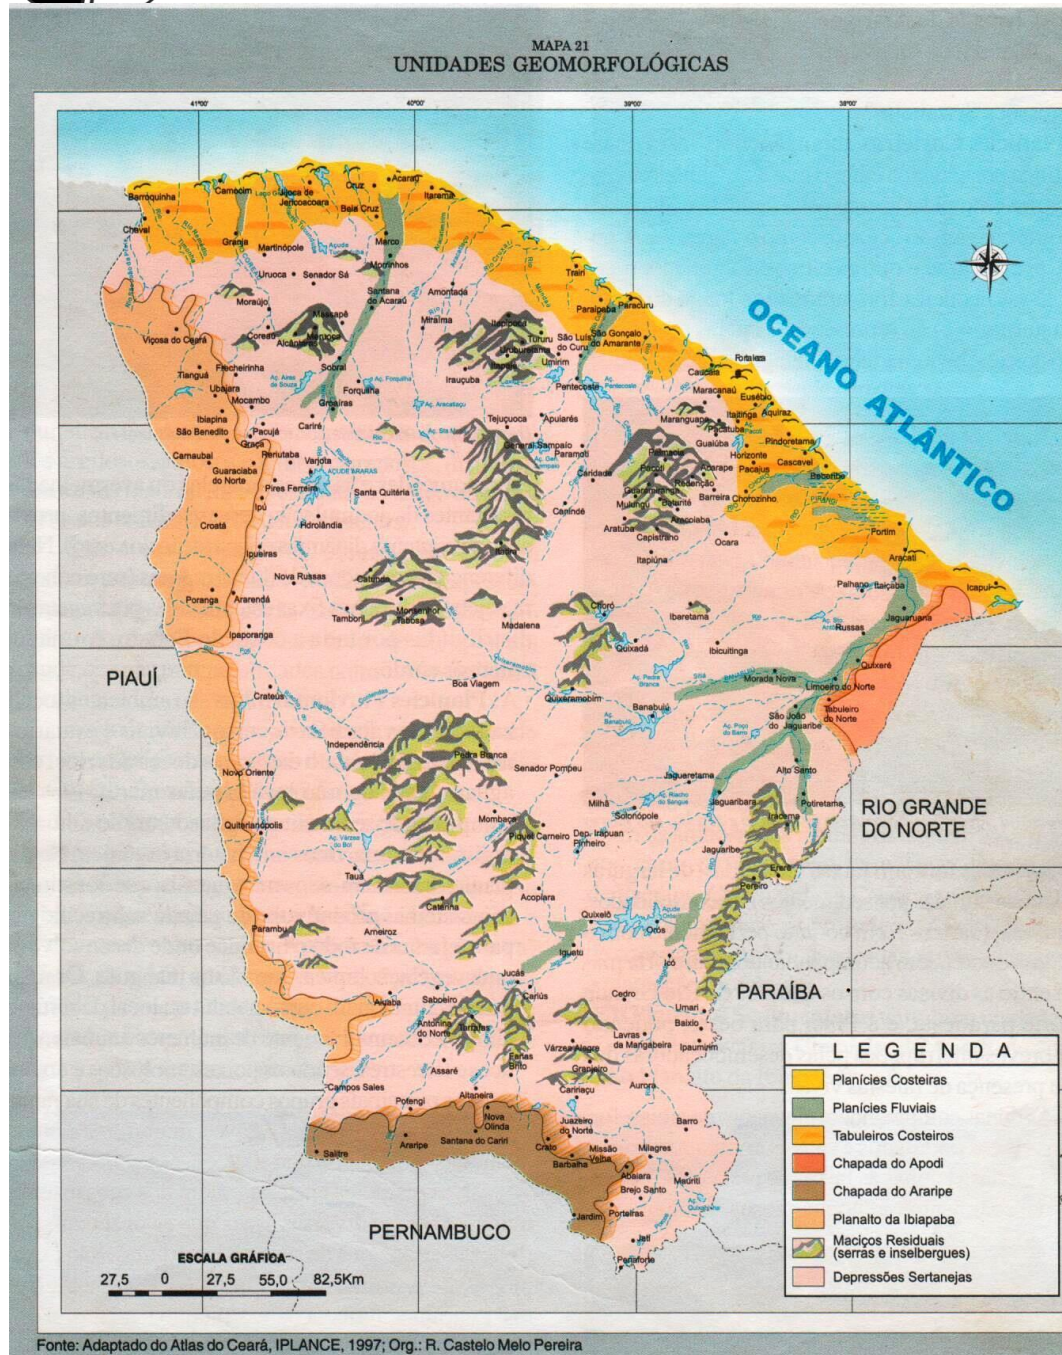 MAPA 21
UNIDADES GEOMORFOLÓGICAS
41º00'
40º00'
39º00'
38º00'
Acaraú
Cruz
Camocim
Jijoca de
Jericoacoara
Itarema
Barroquinha
Bela Cruz
Chaval
Granja
Marco
Martinópole
Morrinhos
Trairi
Uruoca
Senador Sá
Santana
do Acaraú
Amontada
Paraipaba
Paracuru
Moraújo
Massapê
Miraíma
Itapipoca
São Gonçalo
do Amarante
OCEANO ATLÂNTICO
Viçosa do Ceará
Coreaú
Alcântaras
Meruoca
Tururu
Uruburetama
São Luis
do Curu
Umirim
Fortaleza
Caucaia
Tianguá
Frecheirinha
Sobral
Irauçuba
Ubajara
Mocambo
Ac. Forquilha
Forquilha
Pentecoste
Maracanaú
Eusébio
Groaíras
Ac. Aracatiaçu
Ibiapina
Cariré
Tejuçuoca
Apuiarés
Maranguape
Itaitinga
Aquiraz
Pacatuba
São Benedito
Pacujá
Graça
General Sampaio
Guaiúba
Pindoretama
Paramoti
Horizonte
Carnaubal
Varjota
Palmácia
Pacoti
Acarape
Pacajus
Cascavel
Guaraciaba
do Norte
AÇUDE ARARAS
Caridade
Redenção
Beberibe
Pires Ferreira
Santa Quitéria
Guaramiranga
Mulungu
Baturité
Barreira
Chorozinho
Ipú
Canindé
Aracoiaba
Croatá
Hidrolândia
Aratuba
Capistrano
Ocara
Fortim
Ipueiras
Itatira
Itapiúna
Aracati
Nova Russas
Catunda
Palhano
Itaiçaba
Icapuí
Poranga
Ararendá
Monsenhor
Tabosa
Choró
Ibaretama
Tamboril
Madalena
Jaguaruana
Ipaporanga
Russas
Quixadá
Ibicuitinga
PIAUÍ
Quixeré
Crateús
Boa Viagem
Quixeramobim
Morada Nova
Limoeiro do Norte
Banabuiú
Tabuleiro
do Norte
São João
do Jaguaribe
Independência
Pedra Branca
Novo Oriente
Senador Pompeu
Alto Santo
Jaguaretama
Milhã
Jaguaribara
Potiretama
RIO GRANDE
DO NORTE
Solonópole
Quiterianópolis
Mombaça
Iracema
Piquet Carneiro
Dep. Irapuan
Pinheiro
Jaguaribe
Tauá
Ererê
Pereiro
Acopiara
Catarina
Parambu
Quixelô
Orós
Arneiroz
Iguatu
Icó
Jucás
PARAÍBA
Aiuaba
Saboeiro
Cariús
Cedro
Umari
Antonina
do Norte
Tarrafas
Baixio
Lavras
da Mangabeira
Várzea Alegre
Ipaumirim
Farias
Brito
Granjeiro
Assaré
Campos Sales
Altaneira
Caririaçu
Aurora
Potengi
Nova
Olinda
Juazeiro
do Norte
Barro
Araripe
Santana do Cariri
Crato
Missão
Velha
Milagres
Salitre
Barbalha
Abaiara
Mauriti
Brejo Santo
Jardim
Porteiras
PERNAMBUCO
Jati
Penaforte
LEGENDA
Planícies Costeiras
Planícies Fluviais
Tabuleiros Costeiros
Chapada do Apodi
Chapada do Araripe
Planalto da Ibiapaba
Maciços Residuais
(serras e inselbergues)
Depressões Sertanejas
ESCALA GRÁFICA
27,5 0 27,5 55,0 82,5Km
Fonte: Adaptado do Atlas do Ceará, IPLANCE, 1997; Org.: R. Castelo Melo Pereira